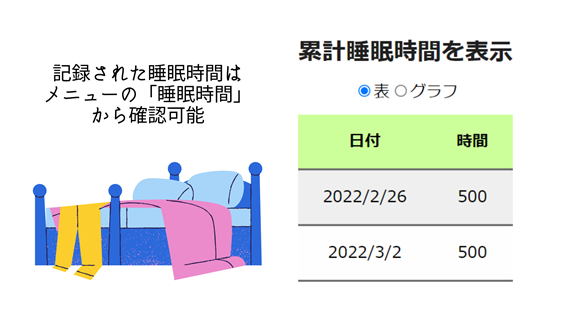 記録された睡眠時間は
メニューの「睡眠時間」
から確認可能
累計睡眠時間を表示
表 グラフ
日付 時間
2022/2/26 500
2022/3/2 500